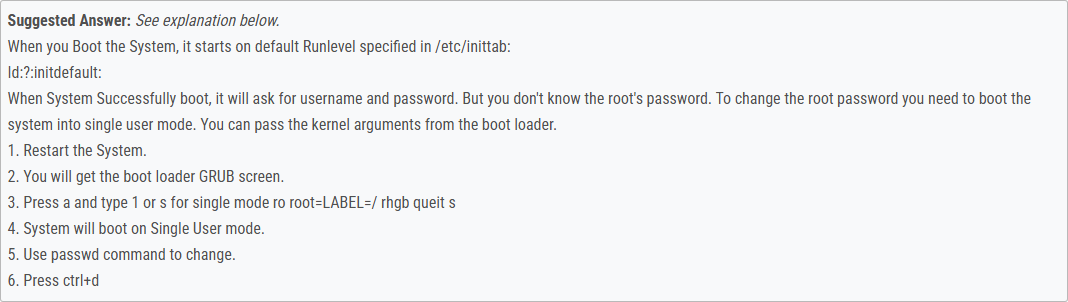 Suggested Answer: See explanation below.
When you Boot the System, it starts on default Runlevel specified in /etc/inittab:
Id:?:initdefault:
When System Successfully boot, it will ask for username and password. But you don't know the root's password. To change the root password you need to boot the
system into single user mode. You can pass the kernel arguments from the boot loader.
1. Restart the System.
2. You will get the boot loader GRUB screen.
3. Press a and type 1 or s for single mode ro root=LABEL=/ rhgb queit s
4. System will boot on Single User mode.
5. Use passwd command to change.
6. Press ctrl+d